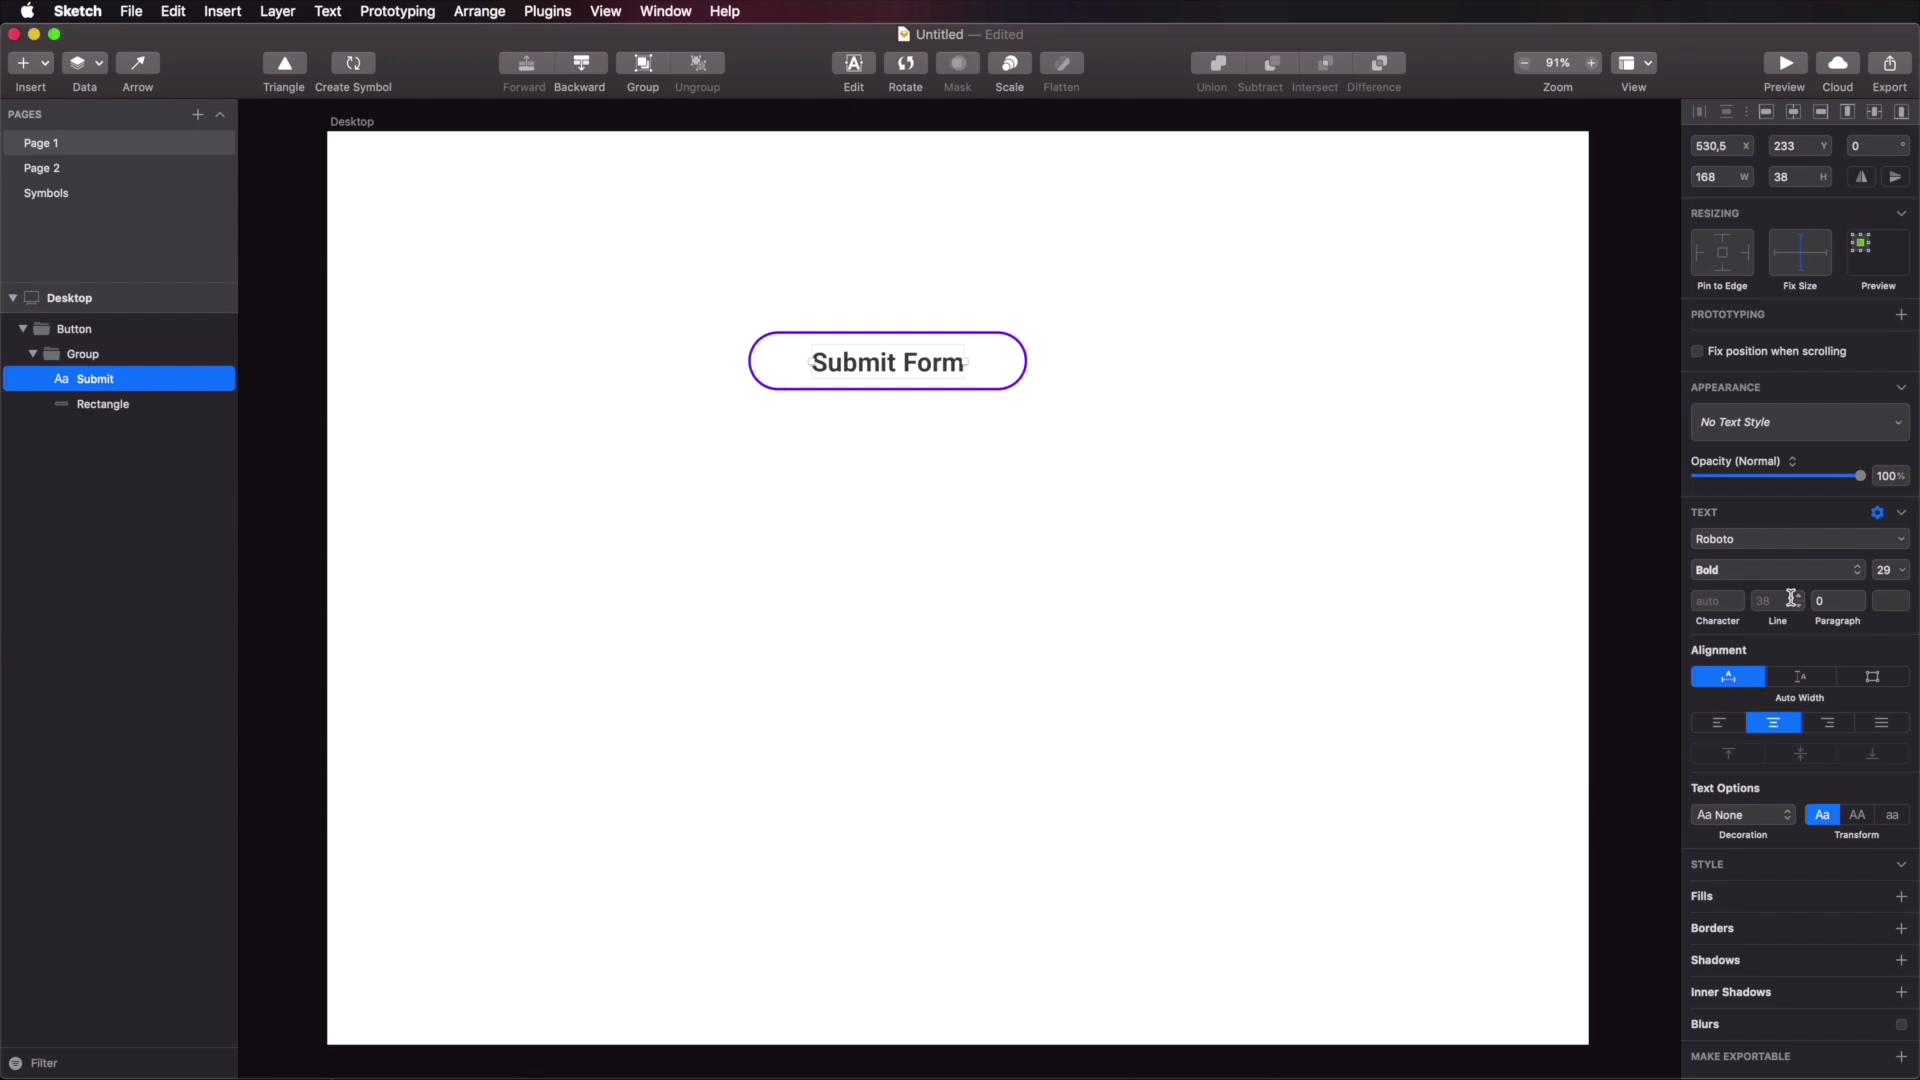 Sketch File Edit Insert Layer Text Prototyping Arrange Plugins View Window Help
Untitled — Edited
91%
Insert Data Arrow Triangle Create Symbol Forward Backward Group Ungroup Edit Rotate Mask Scale Flatten Union Subtract Intersect Difference Zoom View Preview Cloud Export
PAGES
Page 1
Page 2
Symbols
Desktop
Button
Group
Aa Submit
Rectangle
Filter
Desktop
Submit Form
530,5 X 233 Y 0 °
168 W 38 H
RESIZING
Pin to Edge Fix Size Preview
PROTOTYPING
Fix position when scrolling
APPEARANCE
No Text Style
Opacity (Normal)
100%
TEXT
Roboto
Bold 29
auto 38 0
Character Line Paragraph
Alignment
Auto Width
Text Options
Aa None Aa AA aa
Decoration Transform
STYLE
Fills
Borders
Shadows
Inner Shadows
Blurs
MAKE EXPORTABLE